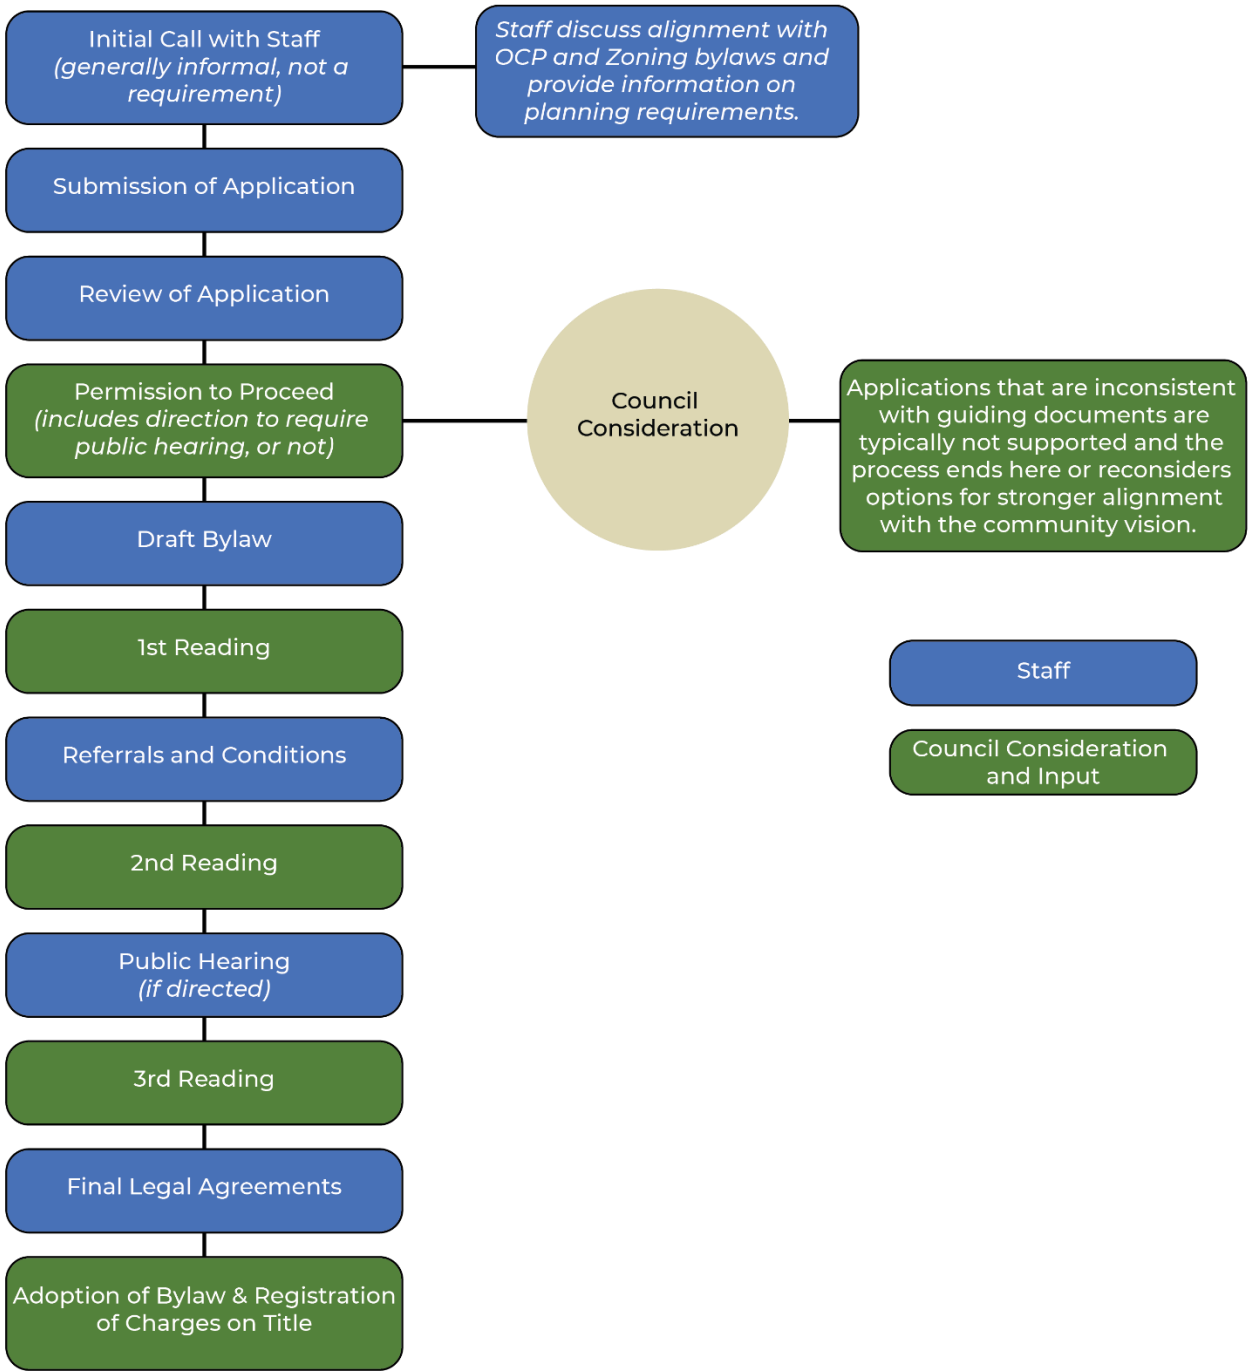 Initial Call with Staff
(generally informal, not a
requirement)
Staff discuss alignment with
OCP and Zoning bylaws and
provide information on
planning requirements.
Submission of Application
Review of Application
Permission to Proceed
(includes direction to require
public hearing, or not)
Council
Consideration
Applications that are inconsistent
with guiding documents are
typically not supported and the
process ends here or reconsiders
options for stronger alignment
with the community vision.
Draft Bylaw
1st Reading
Referrals and Conditions
2nd Reading
Public Hearing
(if directed)
3rd Reading
Final Legal Agreements
Adoption of Bylaw & Registration
of Charges on Title
Staff
Council Consideration
and Input